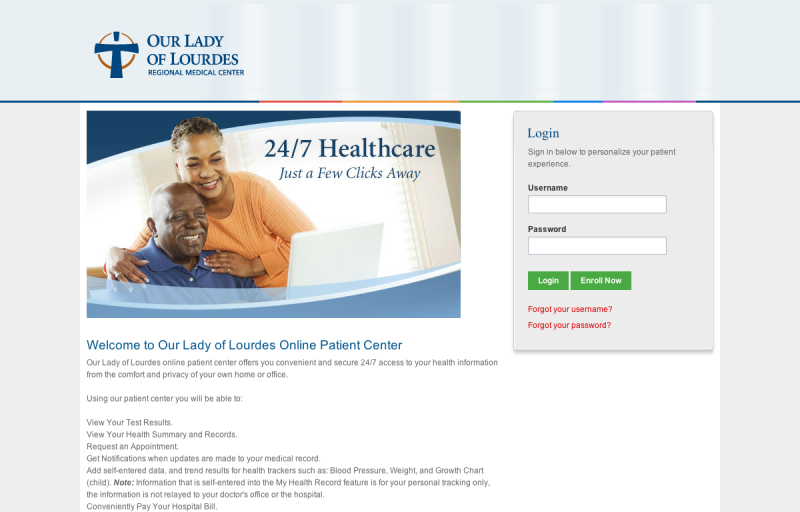 OUR LADY
OF LOURDES
REGIONAL MEDICAL CENTER
24/7 Healthcare
Just a Few Clicks Away
Login
Sign in below to personalize your patient
experience.
Username
Password
Login Enroll Now
Forgot your username?
Forgot your password?
Welcome to Our Lady of Lourdes Online Patient Center
Our Lady of Lourdes online patient center offers you convenient and secure 24/7 access to your health information
from the comfort and privacy of your own home or office.
Using our patient center you will be able to:
View Your Test Results.
View Your Health Summary and Records.
Request an Appointment.
Get Notifications when updates are made to your medical record.
Add self-entered data, and trend results for health trackers such as: Blood Pressure, Weight, and Growth Chart
(child). Note: Information that is self-entered into the My Health Record feature is for your personal tracking only,
the information is not relayed to your doctor's office or the hospital.
Conveniently Pay Your Hospital Bill.